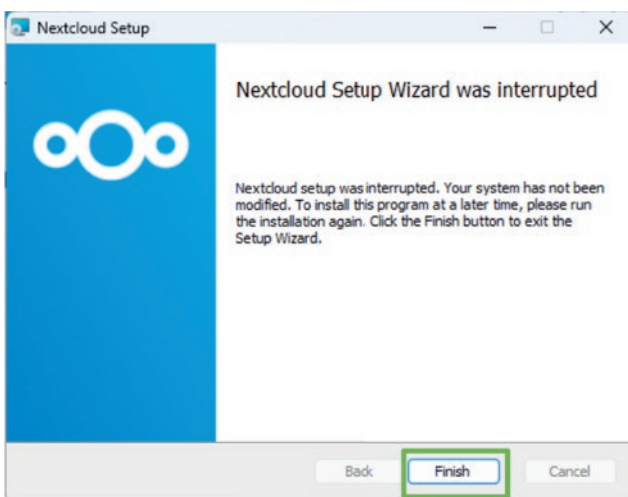 Nextcloud Setup
Nextcloud Setup Wizard was interrupted
Nextcloud setup was interrupted. Your system has not been
modified. To install this program at a later time, please run
the installation again. Click the Finish button to exit the
Setup Wizard.
Back
Finish
Cancel